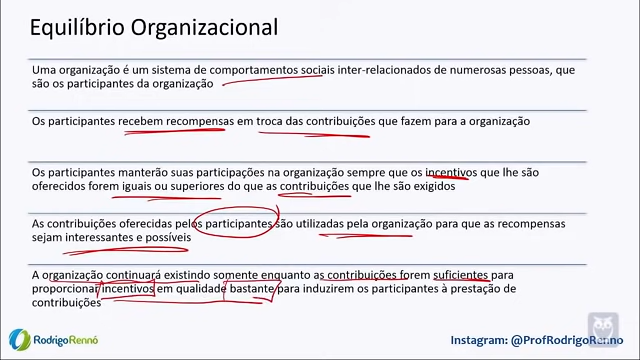 Equilíbrio Organizacional
Uma organização é um sistema de comportamentos sociais inter-relacionados de numerosas pessoas, que
são os participantes da organização
Os participantes recebem recompensas em troca das contribuições que fazem para a organização
Os participantes manterão suas participações na organização sempre que os incentivos que lhe são
oferecidos forem iguais ou superiores do que as contribuições que lhe são exigidos
As contribuições oferecidas pelos participantes são utilizadas pela organização para que as recompensas
sejam interessantes e possíveis
A organização continuará existindo somente enquanto as contribuições forem suficientes para
proporcionar incentivos em qualidade bastante para induzirem os participantes à prestação de
contribuições
RodrigoRennó
Instagram: @ProfRodrigoRenno